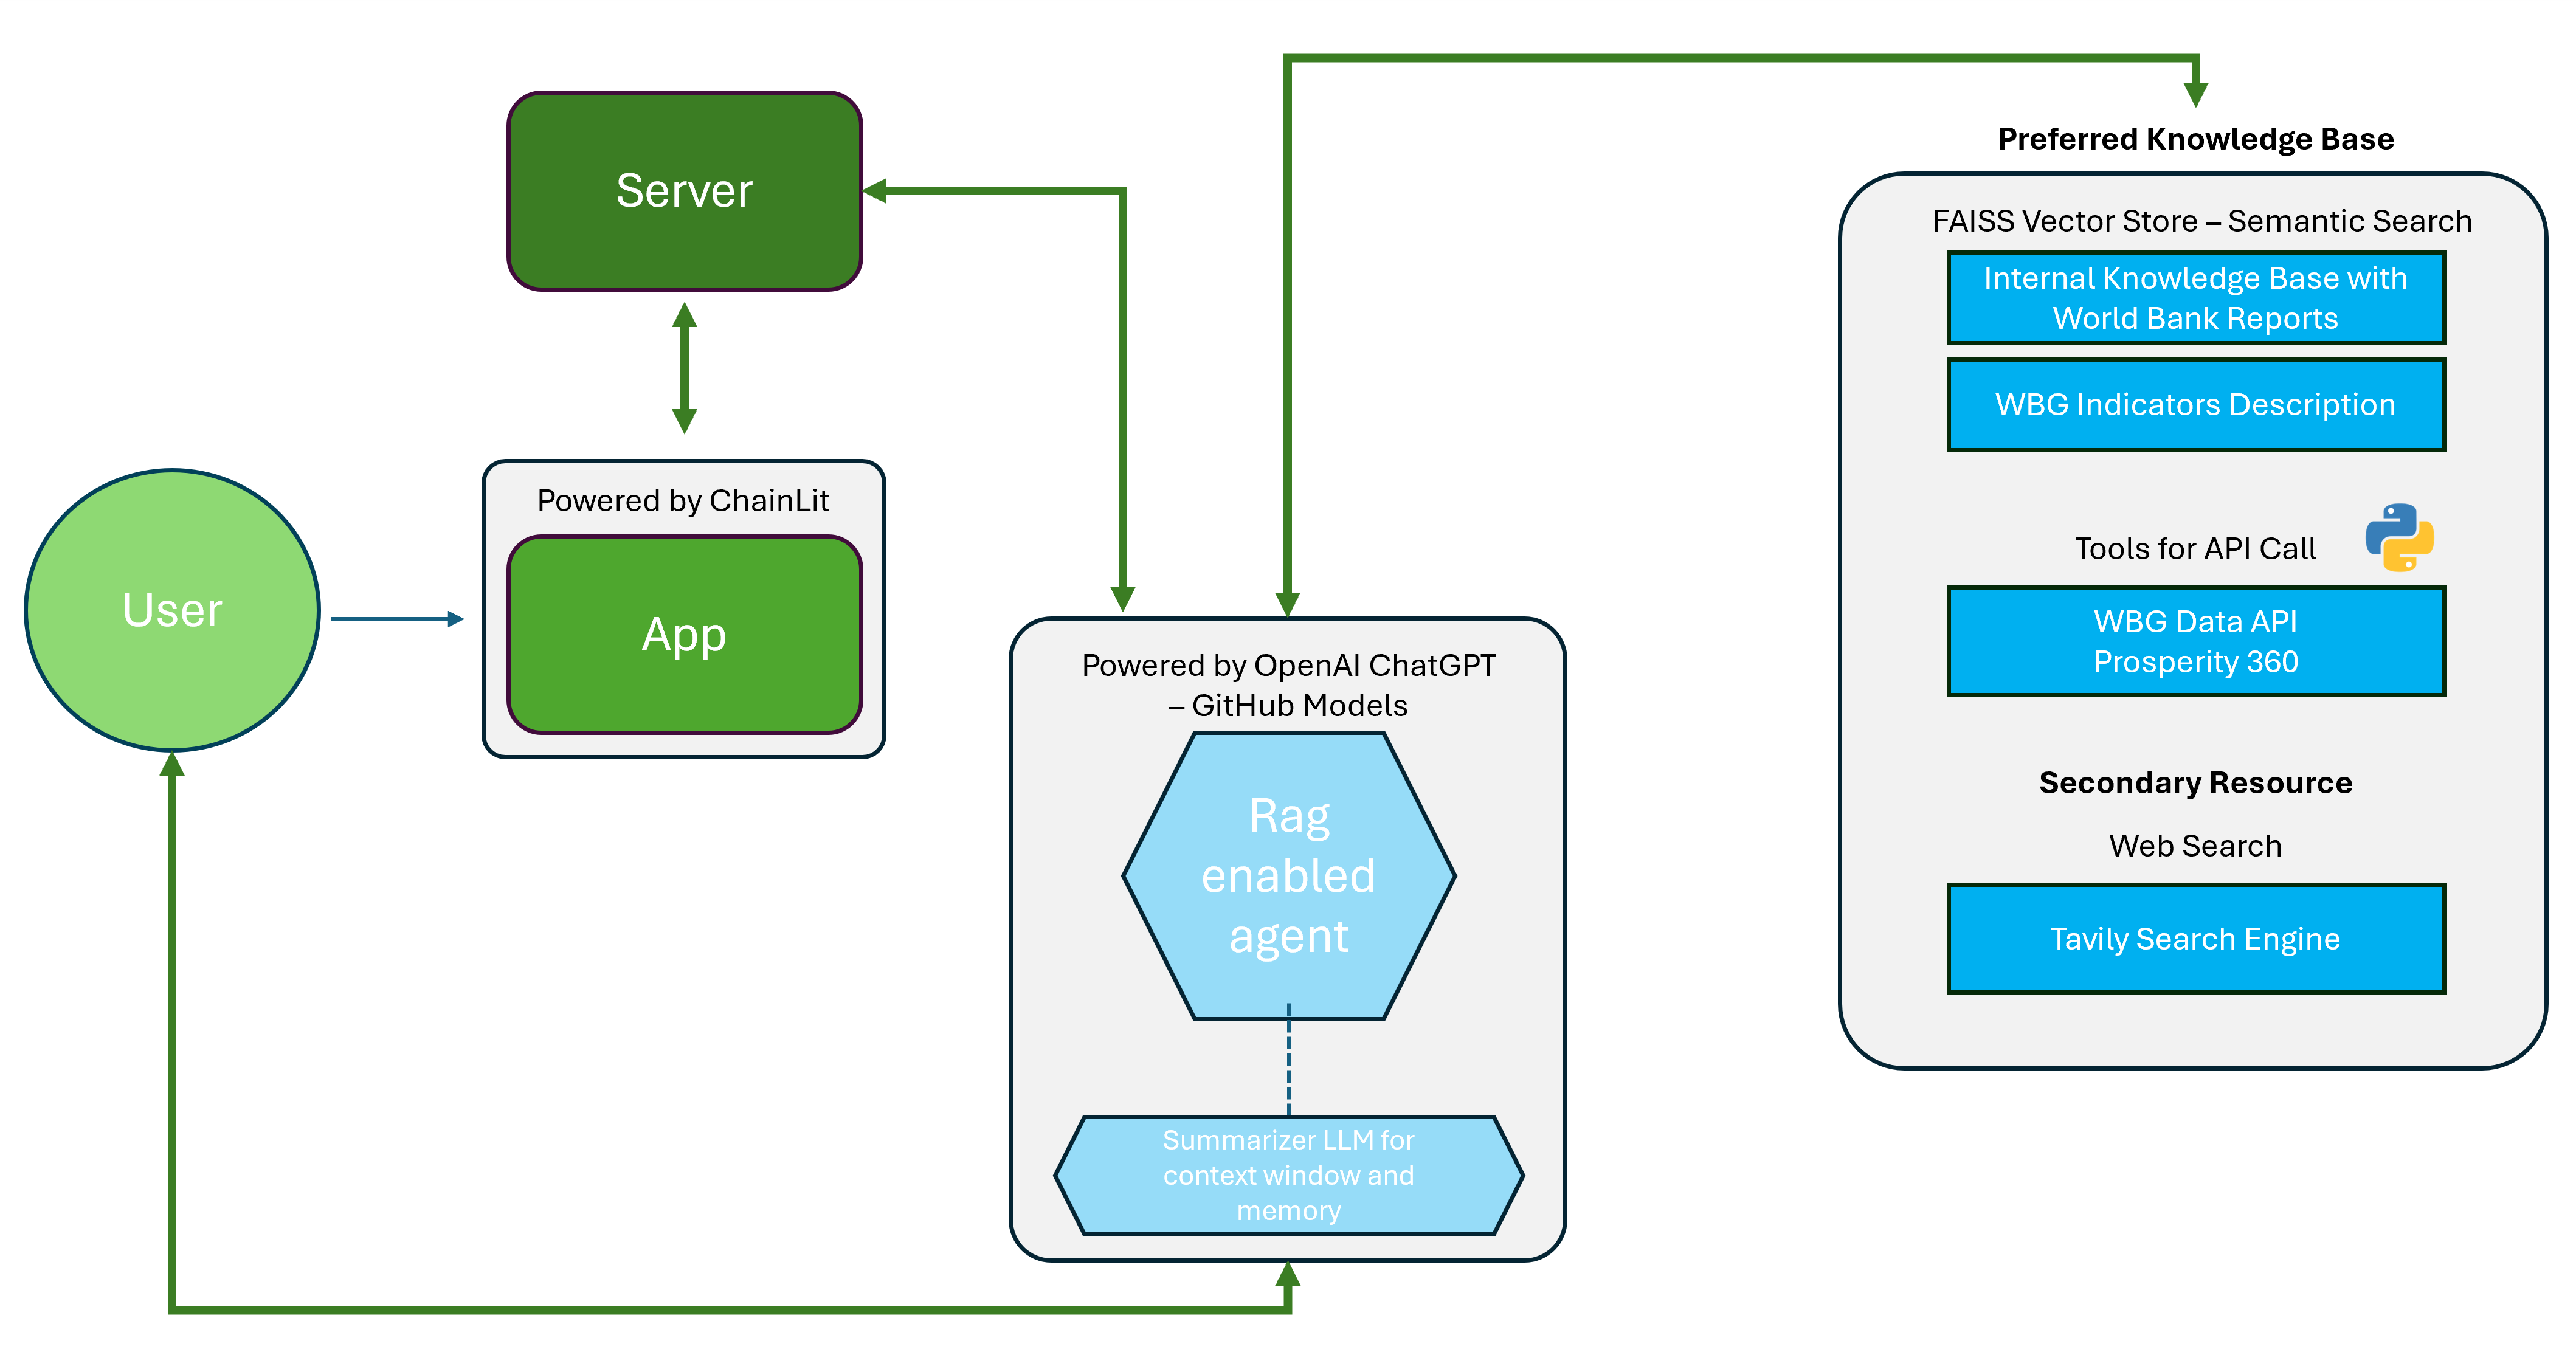 Server
Powered by ChainLit
App
User
Powered by OpenAI ChatGPT
– GitHub Models
Rag
enabled
agent
Summarizer LLM for
context window and
memory
Preferred Knowledge Base
FAISS Vector Store – Semantic Search
Internal Knowledge Base with
World Bank Reports
WBG Indicators Description
Tools for API Call
WBG Data API
Prosperity 360
Secondary Resource
Web Search
Tavily Search Engine